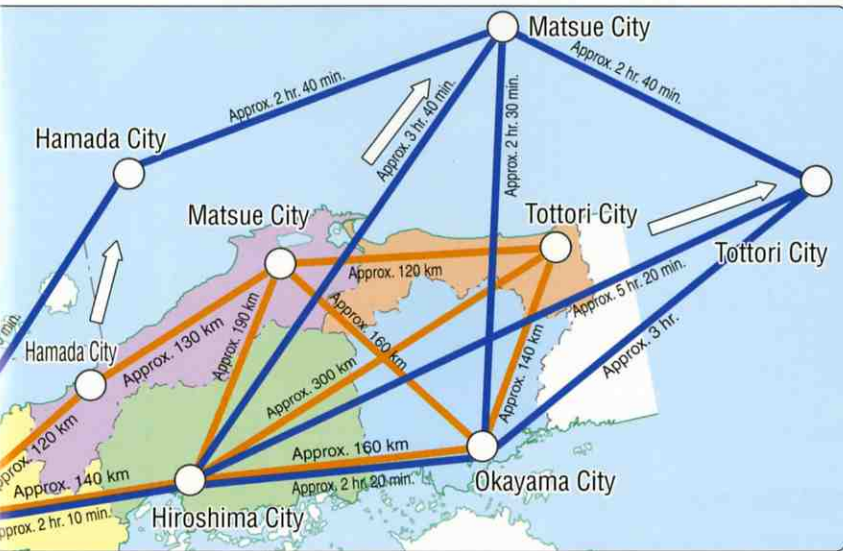 Matsue City
Approx. 2 hr. 40 min.
Approx. 2 hr. 40 min.
Approx. 3 hr. 40 min.
Approx. 2 hr. 30 min.
Hamada City
Matsue City
Tottori City
Tottori City
Approx. 120 km
Approx. 5 hr. 20 min.
min.
Hamada City
Approx. 130 km
Approx. 190 km
Approx. 160 km
Approx. 140 km
Approx. 3 hr.
Approx. 300 km
120 km
Approx. 160 km
Approx. 140 km
Approx. 2 hr. 20 min.
Okayama City
pprox. 2 hr. 10 min.
Hiroshima City